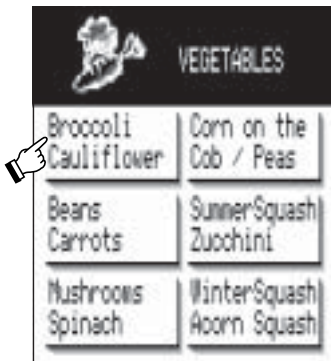 VEGETABLES
Broccoli
Cauliflower
Corn on the
Cob / Peas
Beans
Carrots
SummerSquash
Zucchini
Mushrooms
Spinach
WinterSquash
Acorn Squash